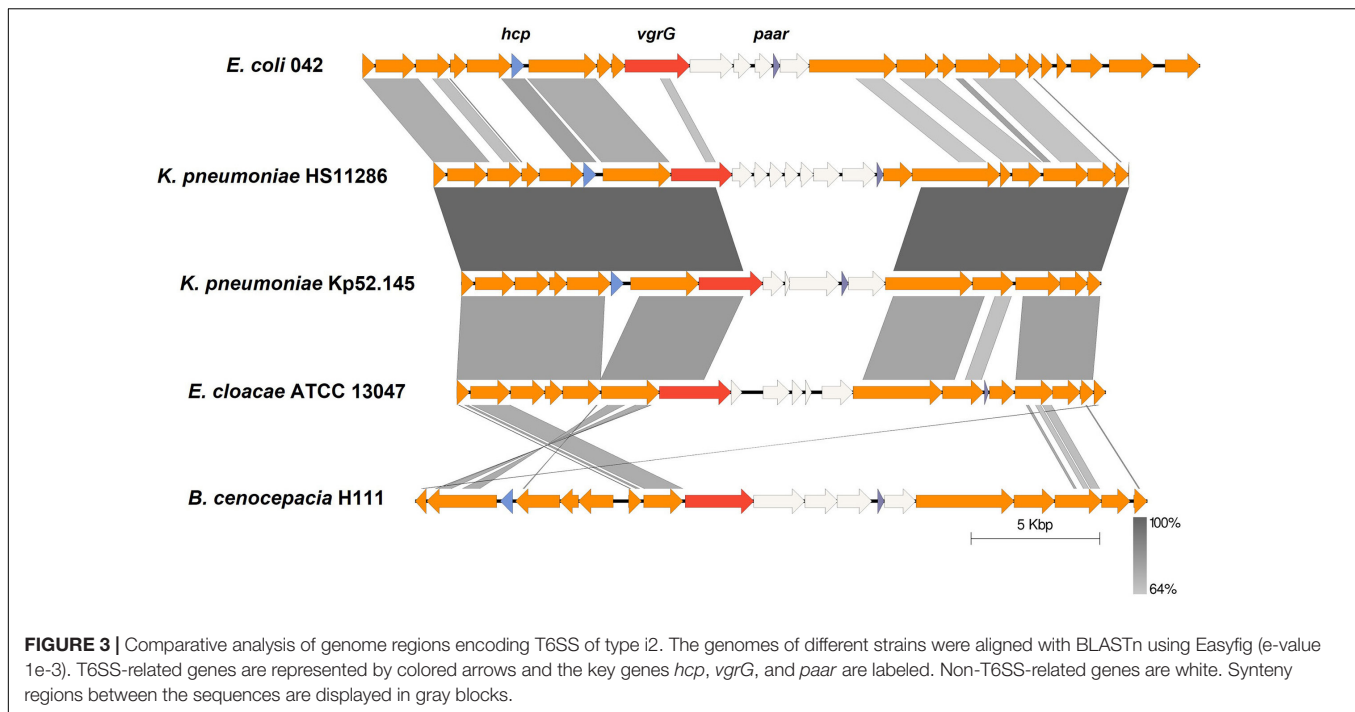 hcp vgrG paar
E. coli 042
K. pneumoniae HS11286
K. pneumoniae Kp52.145
E. cloacae ATCC 13047
B. cenocepacia H111
5 Kbp
100%
64%
FIGURE 3 | Comparative analysis of genome regions encoding T6SS of type i2. The genomes of different strains were aligned with BLASTn using Easyfig (e-value
1e-3). T6SS-related genes are represented by colored arrows and the key genes hcp, vgrG, and paar are labeled. Non-T6SS-related genes are white. Synteny
regions between the sequences are displayed in gray blocks.